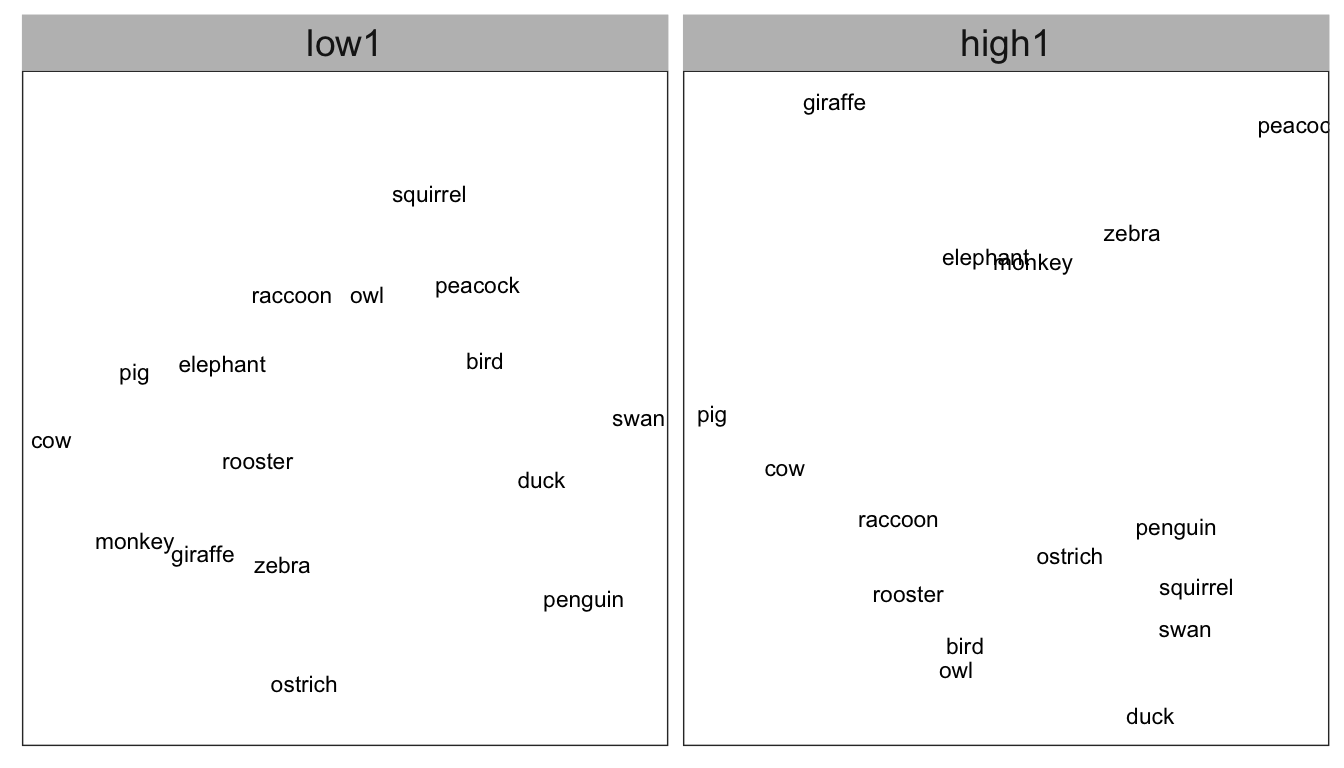 low1
squirrel
raccoon owl peacock
pig elephant bird
swan
cow
rooster
duck
monkey giraffe zebra
penguin
ostrich
high1
giraffe
peacoc
zebra
elephant monkey
pig
cow
raccoon
penguin
ostrich
squirrel
rooster
swan
bird
owl
duck